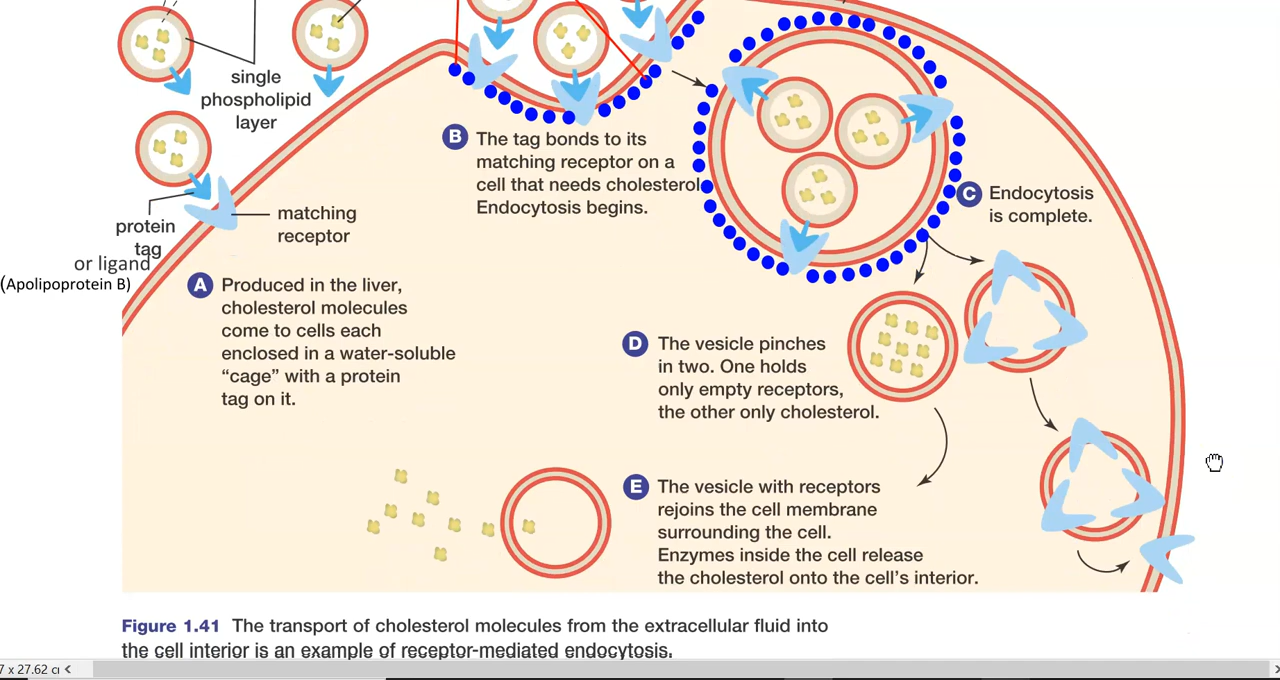 single
phospholipid
layer
protein
tag
or ligand
(Apolipoprotein B)
matching
receptor
A Produced in the liver,
cholesterol molecules
come to cells each
enclosed in a water-soluble
“cage” with a protein
tag on it.
B The tag bonds to its
matching receptor on a
cell that needs cholesterol
Endocytosis begins.
C Endocytosis
is complete.
D The vesicle pinches
in two. One holds
only empty receptors,
the other only cholesterol.
E The vesicle with receptors
rejoins the cell membrane
surrounding the cell.
Enzymes inside the cell release
the cholesterol onto the cell’s interior.
Figure 1.41 The transport of cholesterol molecules from the extracellular fluid into
the cell interior is an example of receptor-mediated endocytosis.
7 x 27.62 cı